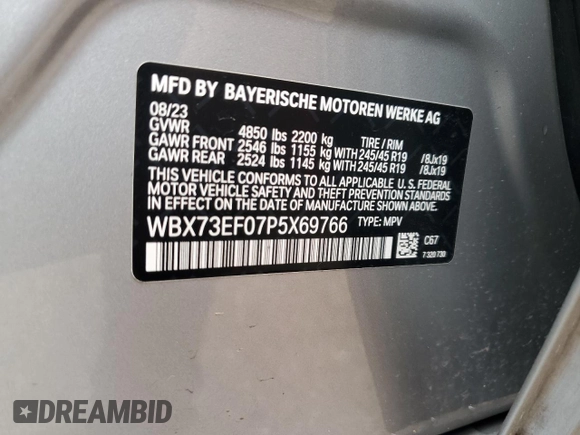 MFD BY BAYERISCHE MOTOREN WERKE AG
08/23
GVWR 4850 lbs 2200 kg TIRE / RIM
GAWR FRONT 2546 lbs 1155 kg WITH 245/45 R19 /8Jx19
GAWR REAR 2524 lbs 1145 kg WITH 245/45 R19 /8Jx19
THIS VEHICLE CONFORMS TO ALL APPLICABLE U. S. FEDERAL
MOTOR VEHICLE SAFETY AND THEFT PREVENTION STANDARDS
IN EFFECT ON THE DATE OF MANUFACTURE SHOWN ABOVE.
WBX73EF07P5X69766 TYPE: MPV
C67
7 320 730
DREAMBID